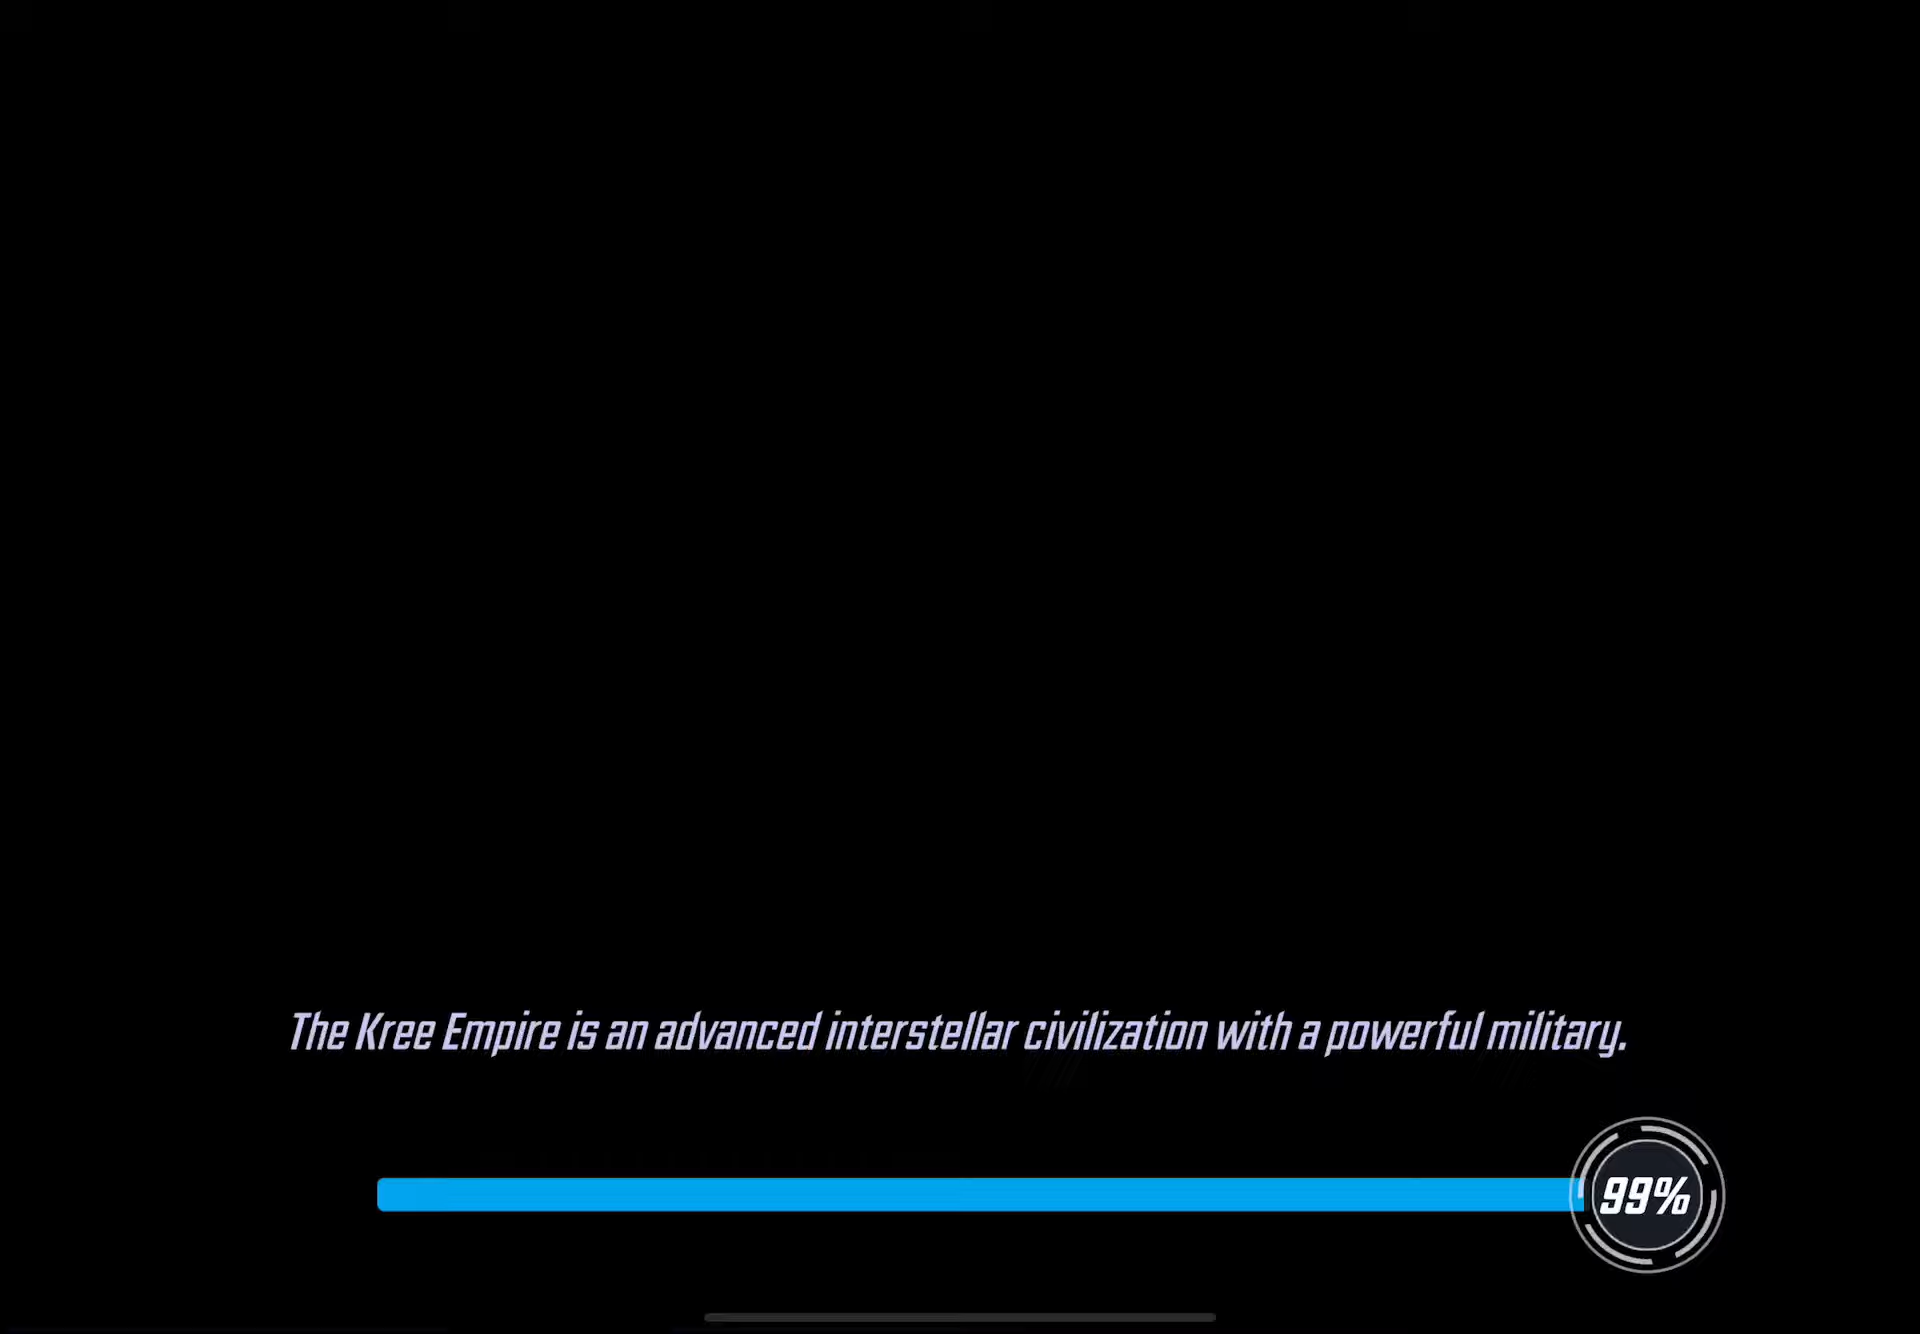 The Kree Empire is an advanced interstellar civilization with a powerful military.
99%